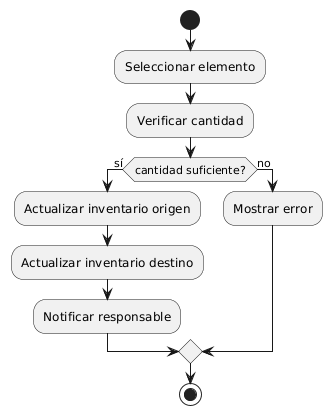 Seleccionar elemento
Verificar cantidad
cantidad suficiente?
sí
no
Actualizar inventario origen
Mostrar error
Actualizar inventario destino
Notificar responsable